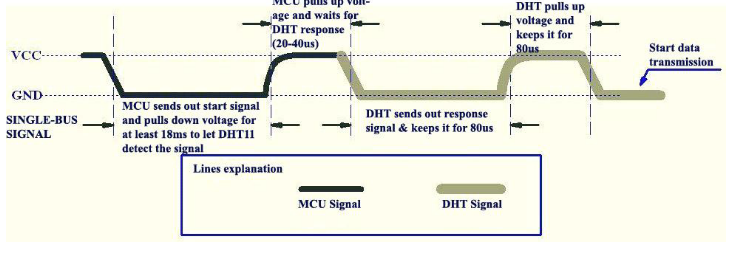 MCU pulls up volt-
age and waits for
DHT response
(20-40us)
DHT pulls up
voltage and
keeps it for
80us
Start data
transmission
VCC
GND
SINGLE-BUS
SIGNAL
MCU sends out start signal
and pulls down voltage for
at least 18ms to let DHT11
detect the signal
DHT sends out response
signal & keeps it for 80us
Lines explanation
MCU Signal
DHT Signal